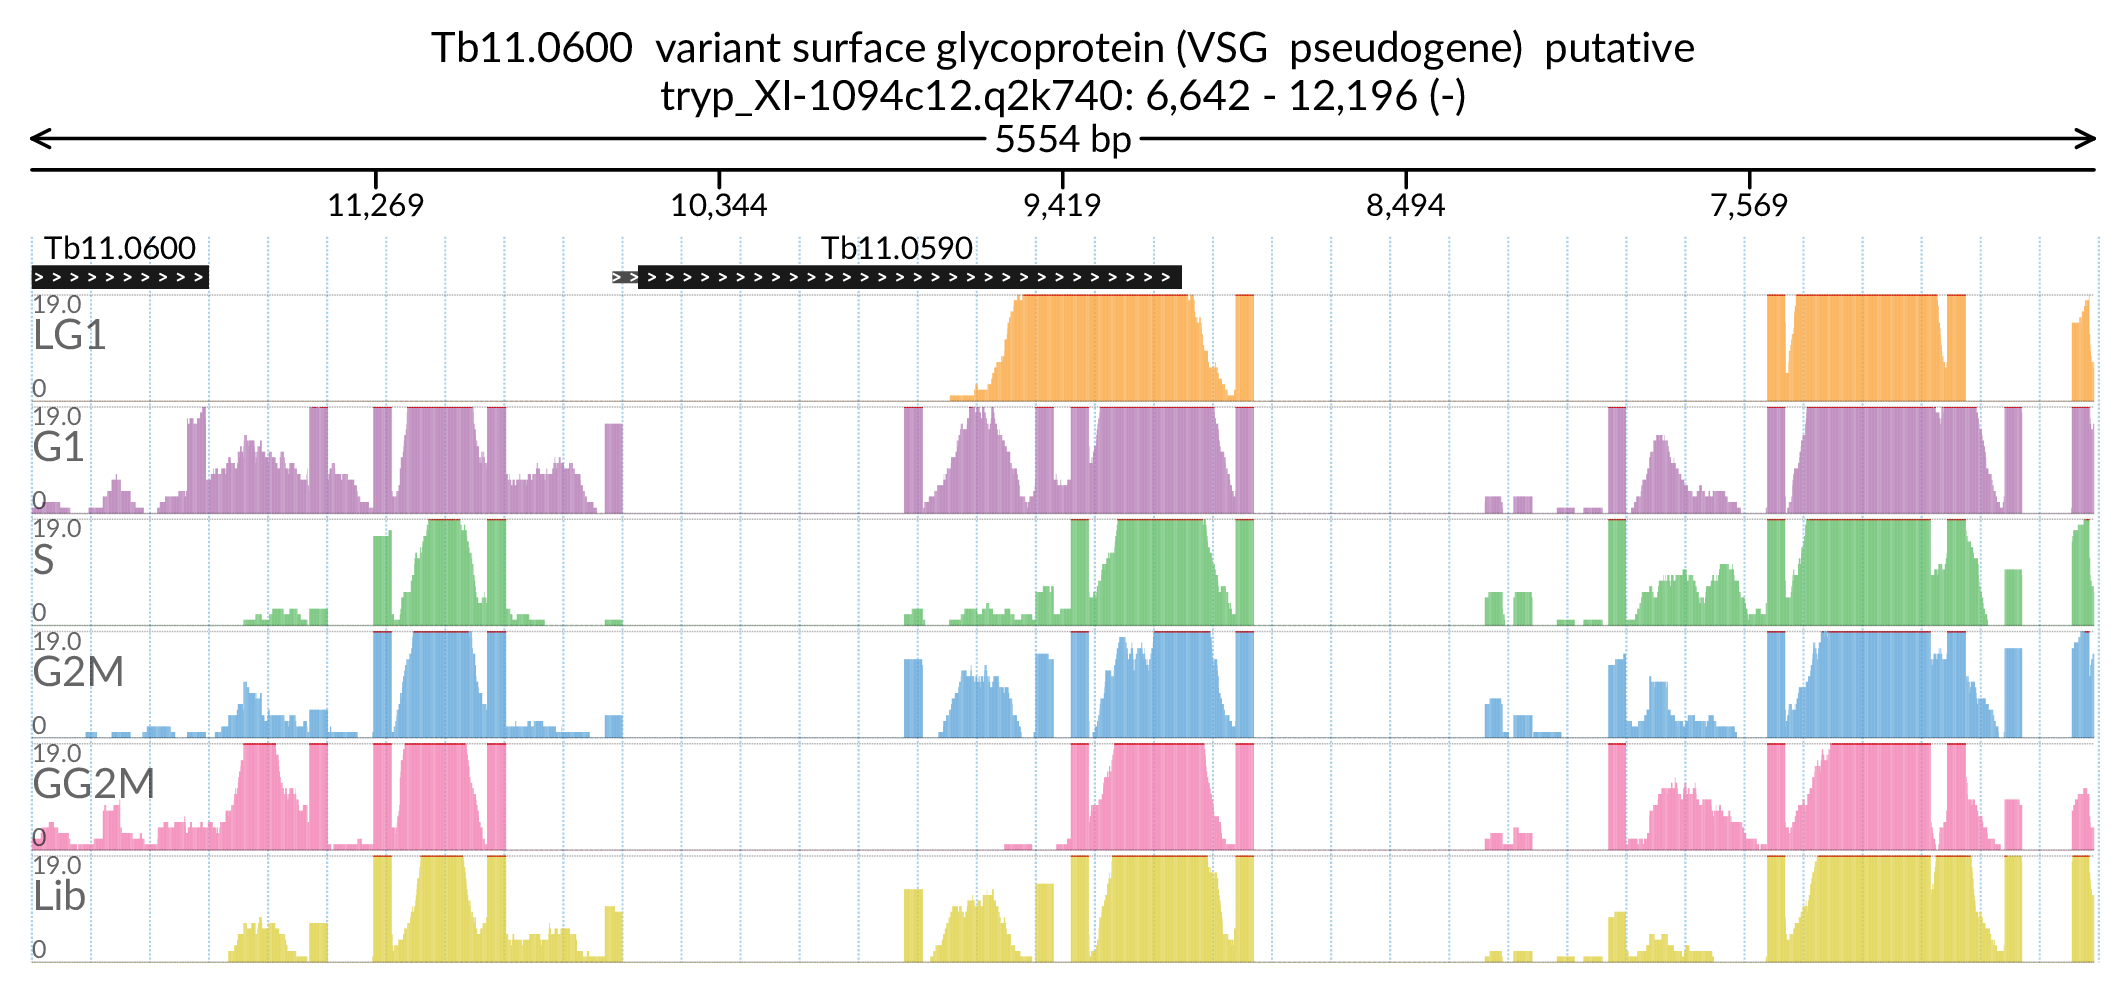 Tb11.0600 variant surface glycoprotein (VSG pseudogene) putative
tryp_XI-1094c12.q2k740: 6,642 - 12,196 (-)
5554 bp
11,269 10,344 9,419 8,494 7,569
Tb11.0600 Tb11.0590
19.0
LG1
0
19.0
G1
0
19.0
S
0
19.0
G2M
0
19.0
GG2M
0
19.0
Lib
0